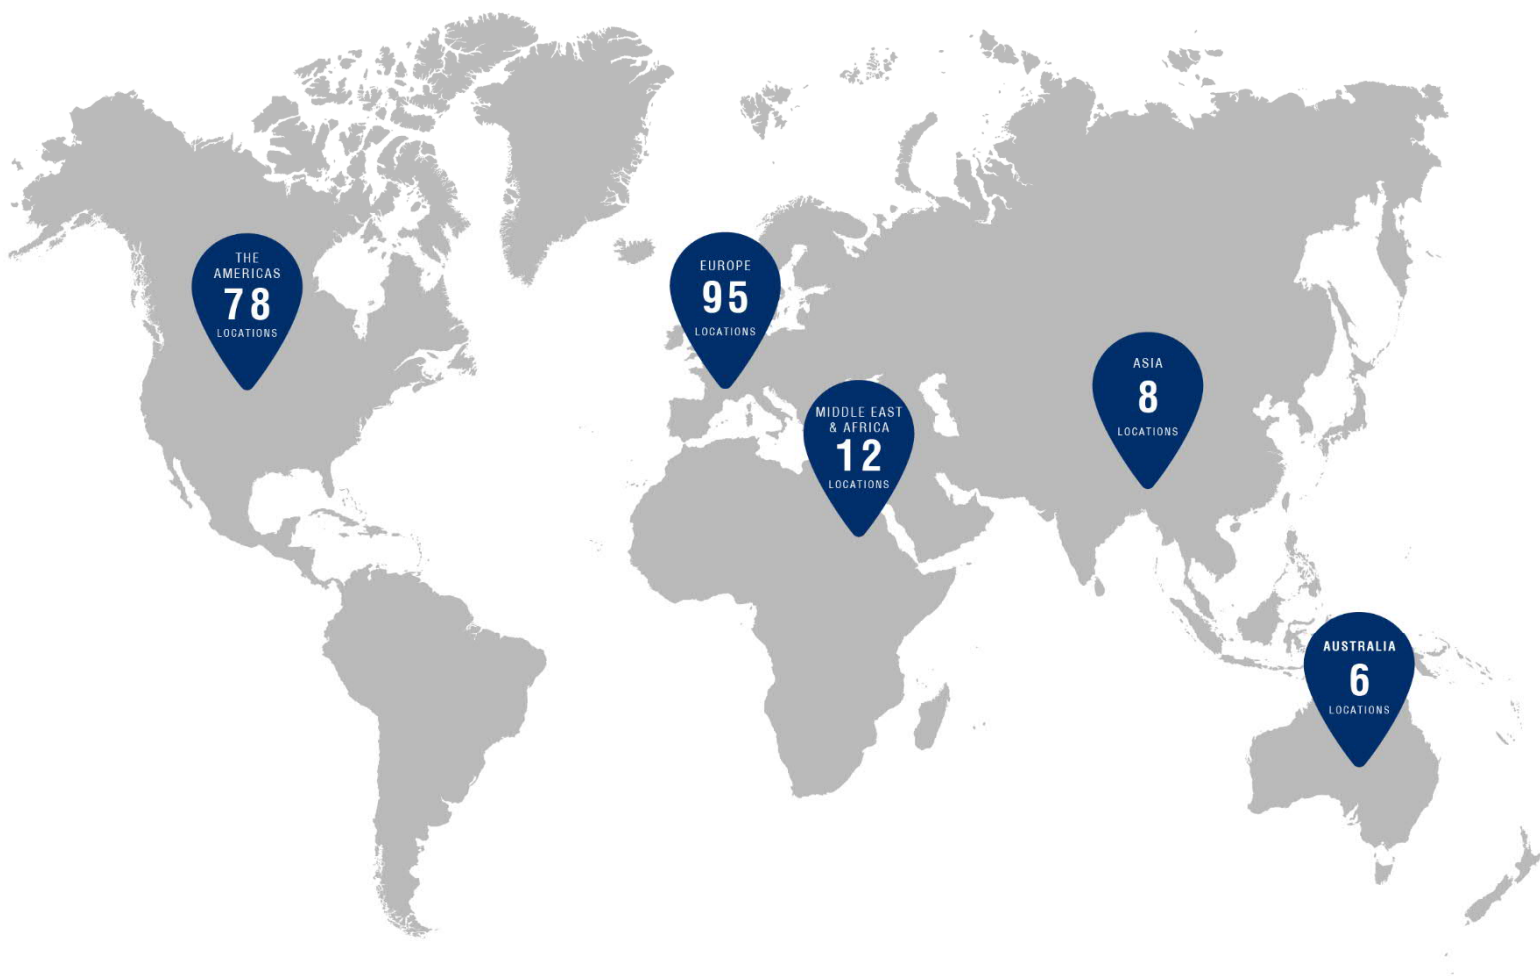 THE
AMERICAS
78
LOCATIONS
EUROPE
95
LOCATIONS
MIDDLE EAST
& AFRICA
12
LOCATIONS
ASIA
8
LOCATIONS
AUSTRALIA
6
LOCATIONS